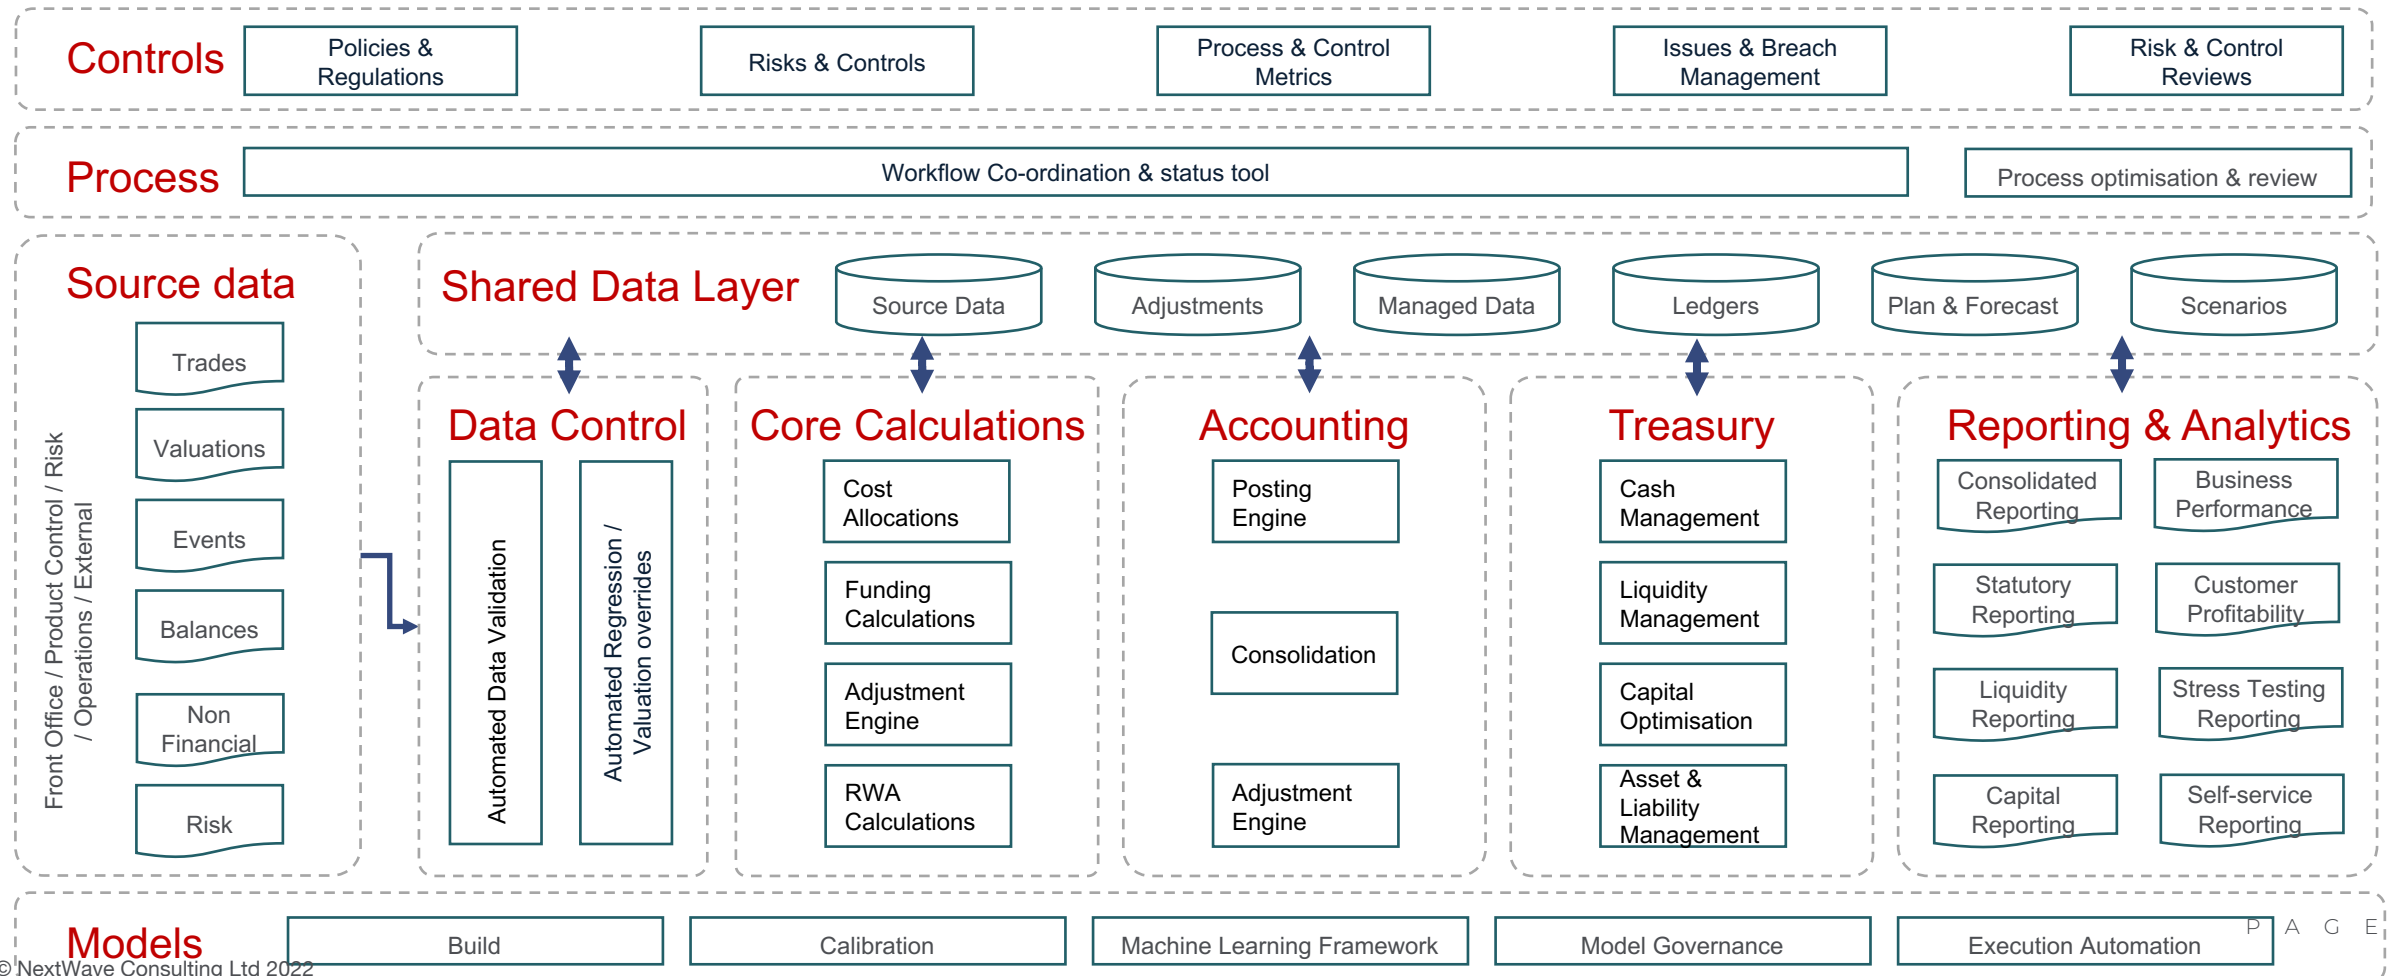 Controls
Policies &
Regulations
Risks & Controls
Process & Control
Metrics
Issues & Breach
Management
Risk & Control
Reviews
Process
Workflow Co-ordination & status tool
Process optimisation & review
Source data
Front Office / Product Control / Risk
/ Operations / External
Trades
Valuations
Events
Balances
Non
Financial
Risk
Shared Data Layer
Source Data
Adjustments
Managed Data
Ledgers
Plan & Forecast
Scenarios
Data Control
Automated Data Validation
Automated Regression /
Valuation overrides
Core Calculations
Cost
Allocations
Funding
Calculations
Adjustment
Engine
RWA
Calculations
Accounting
Posting
Engine
Consolidation
Adjustment
Engine
Treasury
Cash
Management
Liquidity
Management
Capital
Optimisation
Asset &
Liability
Management
Reporting & Analytics
Consolidated
Reporting
Business
Performance
Statutory
Reporting
Customer
Profitability
Liquidity
Reporting
Stress Testing
Reporting
Capital
Reporting
Self-service
Reporting
Models
Build
Calibration
Machine Learning Framework
Model Governance
Execution Automation
PAGE
© NextWave Consulting Ltd 2022